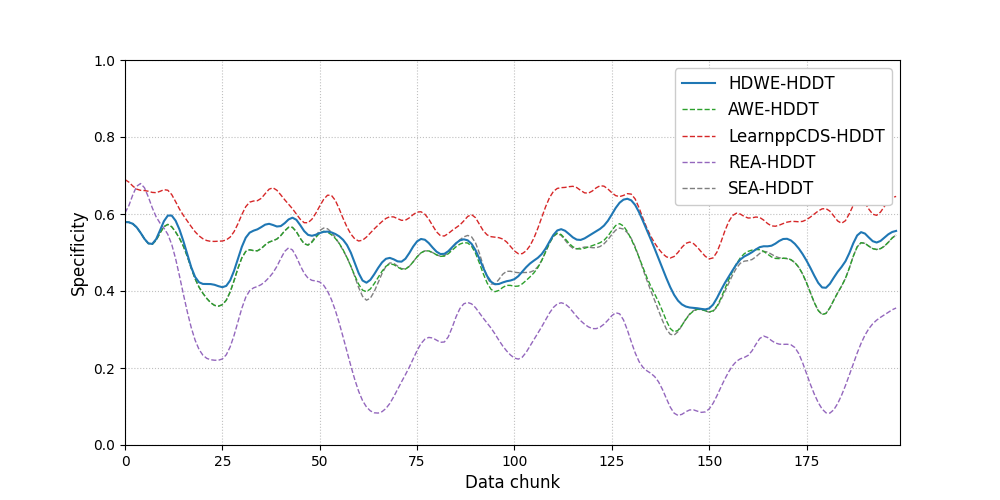 1.0
0.8
0.6
0.4
0.2
0.0
Specificity
0
25
50
75
100
125
150
175
Data chunk
HDWE-HDDT
AWE-HDDT
LearnppCDS-HDDT
REA-HDDT
SEA-HDDT